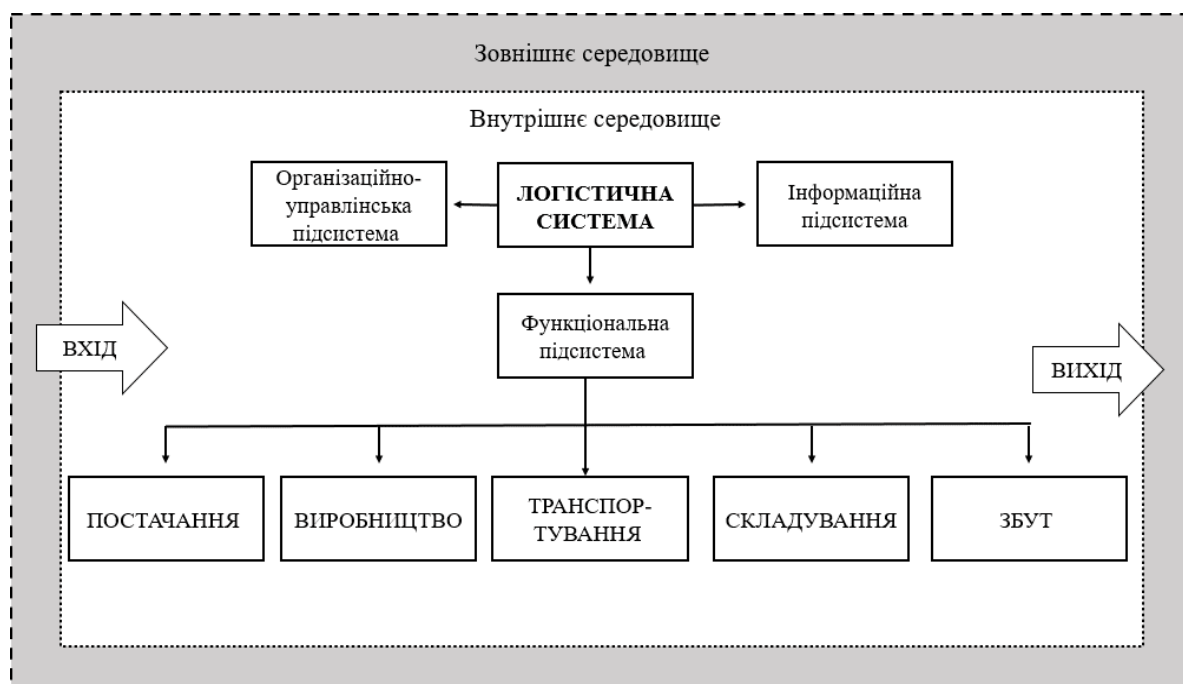 Зовнішнє середовище
Внутрішнє середовище
Організаційно-
управлінська
підсистема
ЛОГІСТИЧНА
СИСТЕМА
Інформаційна
підсистема
Функціональна
підсистема
ВХІД
ВИХІД
ПОСТАЧАННЯ
ВИРОБНИЦТВО
ТРАНСПОР-
ТУВАННЯ
СКЛАДУВАННЯ
ЗБУТ